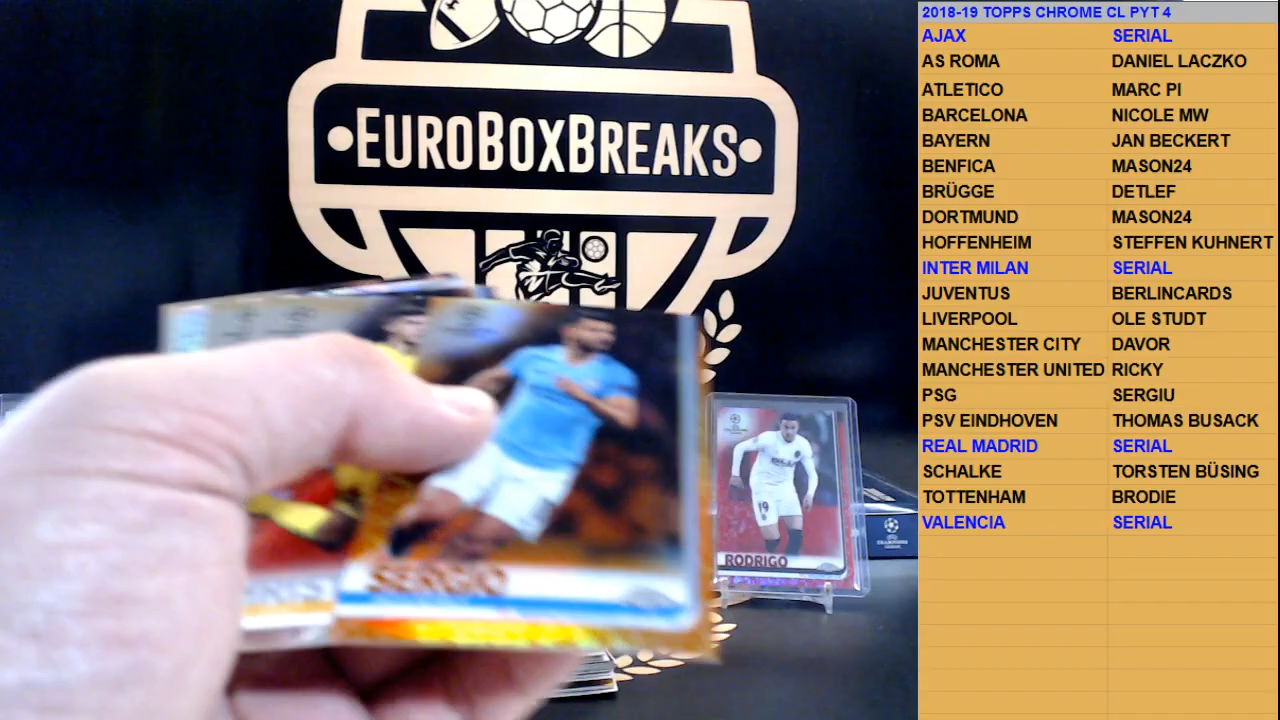 EUROBOXBREAKS
SERGIO
RODRIGO
19
CHAMPIONS
LEAGUE
2018-19 TOPPS CHROME CL PYT 4
AJAX SERIAL
AS ROMA DANIEL LACZKO
ATLETICO MARC PI
BARCELONA NICOLE MW
BAYERN JAN BECKERT
BENFICA MASON24
BRÜGGE DETLEF
DORTMUND MASON24
HOFFENHEIM STEFFEN KUHNERT
INTER MILAN SERIAL
JUVENTUS BERLINCARDS
LIVERPOOL OLE STUDT
MANCHESTER CITY DAVOR
MANCHESTER UNITED RICKY
PSG SERGIU
PSV EINDHOVEN THOMAS BUSACK
REAL MADRID SERIAL
SCHALKE TORSTEN BÜSING
TOTTENHAM BRODIE
VALENCIA SERIAL